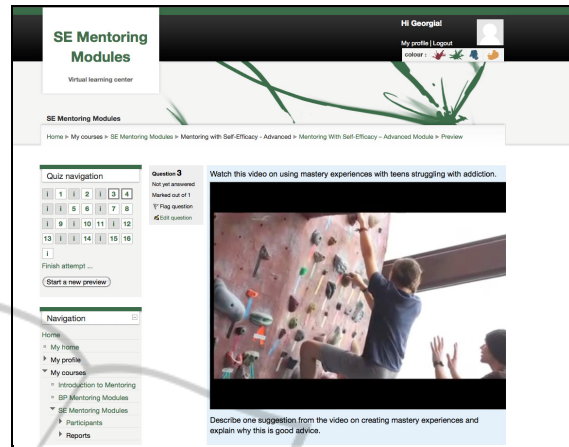 SE Mentoring
Modules
Virtual learning center
Hi Georgia!
My profile | Logout
colour :
SE Mentoring Modules
Home ▶ My courses ▶ SE Mentoring Modules ▶ Mentoring with Self-Efficacy - Advanced ▶ Mentoring With Self-Efficacy – Advanced Module ▶ Preview
Quiz navigation
i 1 i 2 i 3 4
i i 5 6 i 7 8
i 9 i 10 11 i 12
13 i i 14 i 15 16
i
Finish attempt ...
Start a new preview
Navigation
Home
My home
My profile
My courses
Introduction to Mentoring
BP Mentoring Modules
SE Mentoring Modules
Participants
Reports
Question 3
Not yet answered
Marked out of 1
Flag question
Edit question
Watch this video on using mastery experiences with teens struggling with addiction.
Describe one suggestion from the video on creating mastery experiences and
explain why this is good advice.